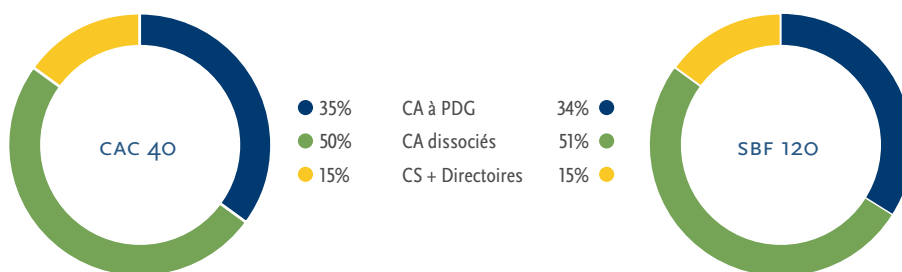 35% CA à PDG 34%
CAC 40 50% CA dissociés 51% SBF 120
15% CS + Directoires 15%